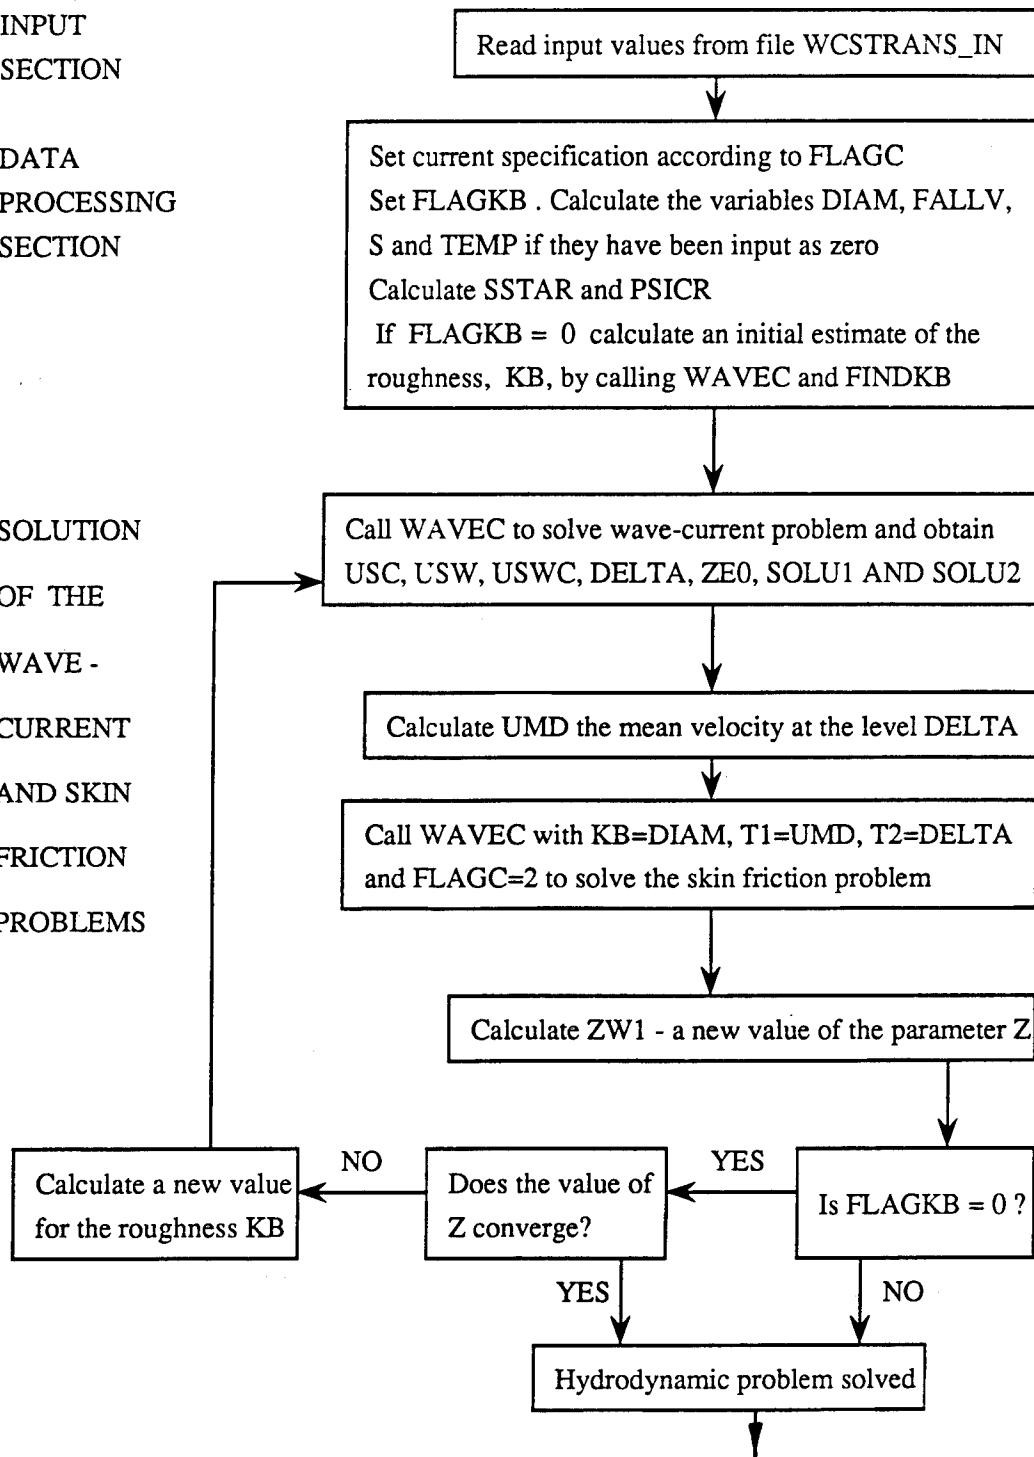 INPUT
SECTION
Read input values from file WCSTRANS_IN
DATA
PROCESSING
SECTION
Set current specification according to FLAGC
Set FLAGKB . Calculate the variables DIAM, FALLV,
S and TEMP if they have been input as zero
Calculate SSTAR and PSICR
If FLAGKB = 0 calculate an initial estimate of the
roughness, KB, by calling WAVEC and FINDKB
SOLUTION
OF THE
WAVE -
CURRENT
AND SKIN
FRICTION
PROBLEMS
Call WAVEC to solve wave-current problem and obtain
USC, USW, USWC, DELTA, ZE0, SOLU1 AND SOLU2
Calculate UMD the mean velocity at the level DELTA
Call WAVEC with KB=DIAM, T1=UMD, T2=DELTA
and FLAGC=2 to solve the skin friction problem
Calculate ZW1 - a new value of the parameter Z
Is FLAGKB = 0 ?
YES
Does the value of
Z converge?
NO
Calculate a new value
for the roughness KB
YES
NO
Hydrodynamic problem solved